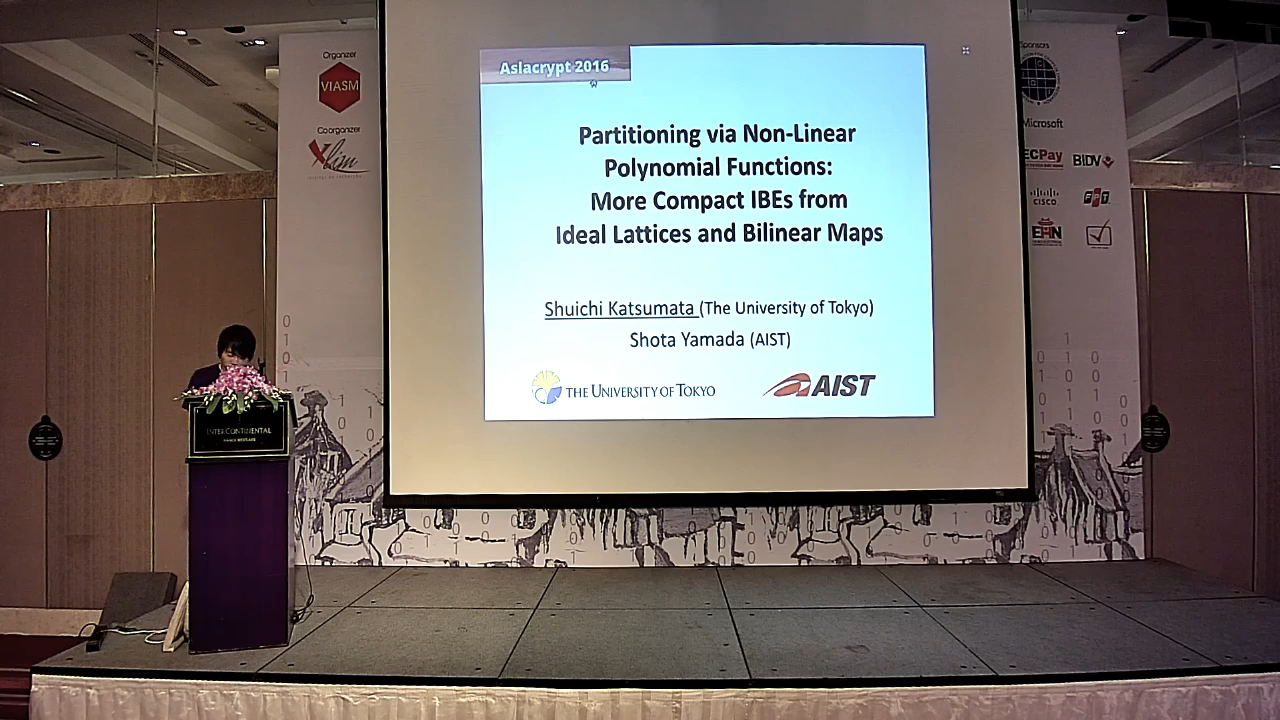 Organizer
VIASM
Coorganizer
Xlim
Asiacrypt 2016
Partitioning via Non-Linear
Polynomial Functions:
More Compact IBEs from
Ideal Lattices and Bilinear Maps
Shuichi Katsumata (The University of Tokyo)
Shota Yamada (AIST)
THE UNIVERSITY OF TOKYO
AIST
Sponsors
Microsoft
ECPay
BIDV
CISCO
FPT
INTERCONTINENTAL